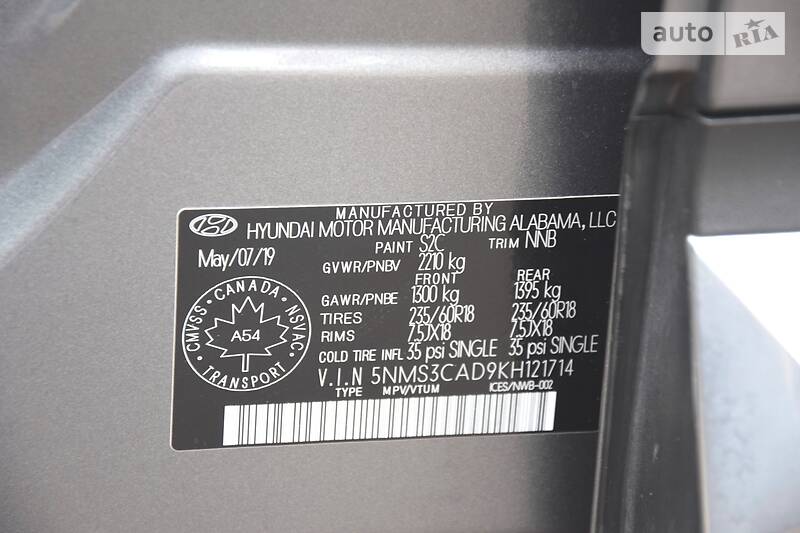 auto RIA
MANUFACTURED BY
HYUNDAI MOTOR MANUFACTURING ALABAMA, LLC
May/07/19
PAINT S2C TRIM NNB
GVWR/PNBV 2210 kg
FRONT REAR
GAWR/PNBE 1300 kg 1395 kg
TIRES 235/60R18 235/60R18
RIMS 7.5JX18 7.5JX18
COLD TIRE INFL 35 psi SINGLE 35 psi SINGLE
V.I.N 5NMS3CAD9KH121714
TYPE MPV/VTUM ICES/NWB-002
CMVSS CANADA NSVAC
A54
TRANSPORT